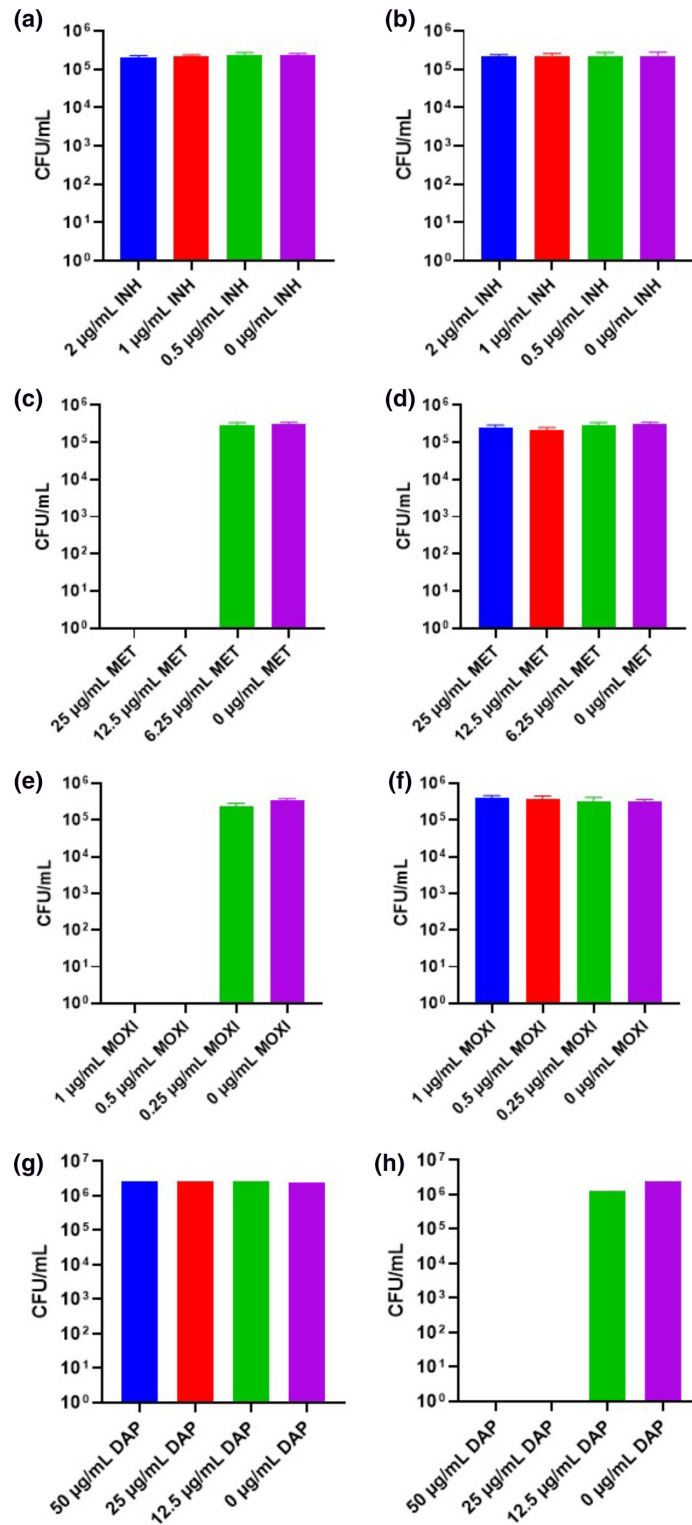 (a)
10⁶
10⁵
10⁴
10³
10²
10¹
10⁰
CFU/mL
2 µg/mL INH
1 µg/mL INH
0.5 µg/mL INH
0 µg/mL INH
(b)
10⁶
10⁵
10⁴
10³
10²
10¹
10⁰
CFU/mL
2 µg/mL INH
1 µg/mL INH
0.5 µg/mL INH
0 µg/mL INH
(c)
10⁶
10⁵
10⁴
10³
10²
10¹
10⁰
CFU/mL
25 µg/mL MET
12.5 µg/mL MET
6.25 µg/mL MET
0 µg/mL MET
(d)
10⁶
10⁵
10⁴
10³
10²
10¹
10⁰
CFU/mL
25 µg/mL MET
12.5 µg/mL MET
6.25 µg/mL MET
0 µg/mL MET
(e)
10⁶
10⁵
10⁴
10³
10²
10¹
10⁰
CFU/mL
1 µg/mL MOXI
0.5 µg/mL MOXI
0.25 µg/mL MOXI
0 µg/mL MOXI
(f)
10⁶
10⁵
10⁴
10³
10²
10¹
10⁰
CFU/mL
1 µg/mL MOXI
0.5 µg/mL MOXI
0.25 µg/mL MOXI
0 µg/mL MOXI
(g)
10⁷
10⁶
10⁵
10⁴
10³
10²
10¹
10⁰
CFU/mL
50 µg/mL DAP
25 µg/mL DAP
12.5 µg/mL DAP
0 µg/mL DAP
(h)
10⁷
10⁶
10⁵
10⁴
10³
10²
10¹
10⁰
CFU/mL
50 µg/mL DAP
25 µg/mL DAP
12.5 µg/mL DAP
0 µg/mL DAP